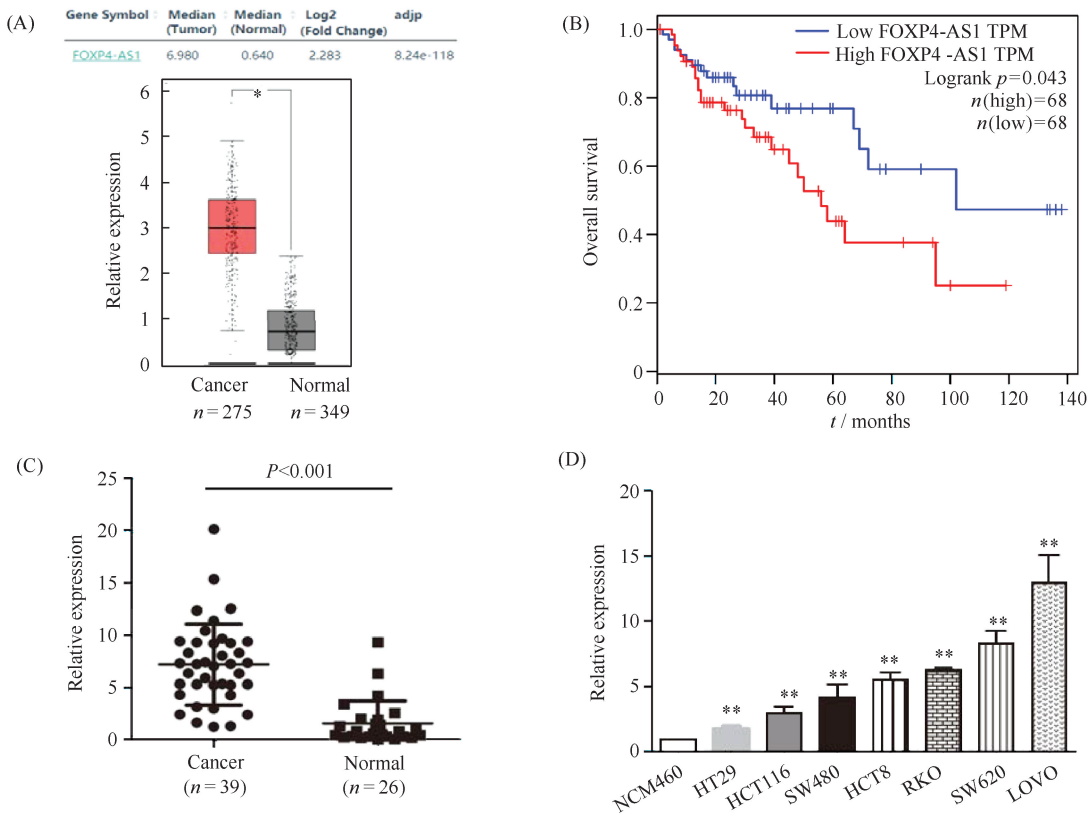 (A)
Gene Symbol Median (Tumor) Median (Normal) Log2 (Fold Change) adjp
FOXP4-AS1 6.980 0.640 2.283 8.24e-118
Relative expression
6
5
4
3
2
1
0
*
Cancer Normal
n=275 n=349
(B)
Overall survival
1.0
0.8
0.6
0.4
0.2
0
Low FOXP4-AS1 TPM
High FOXP4 -AS1 TPM
Logrank p=0.043
n(high)=68
n(low)=68
0 20 40 60 80 100 120 140
t / months
(C)
P<0.001
Relative expression
25
20
15
10
5
0
Cancer Normal
(n=39) (n=26)
(D)
Relative expression
20
15
10
5
0
** ** ** ** ** ** **
NCM460 HT29 HCT116 SW480 HCT8 RKO SW620 LOVO